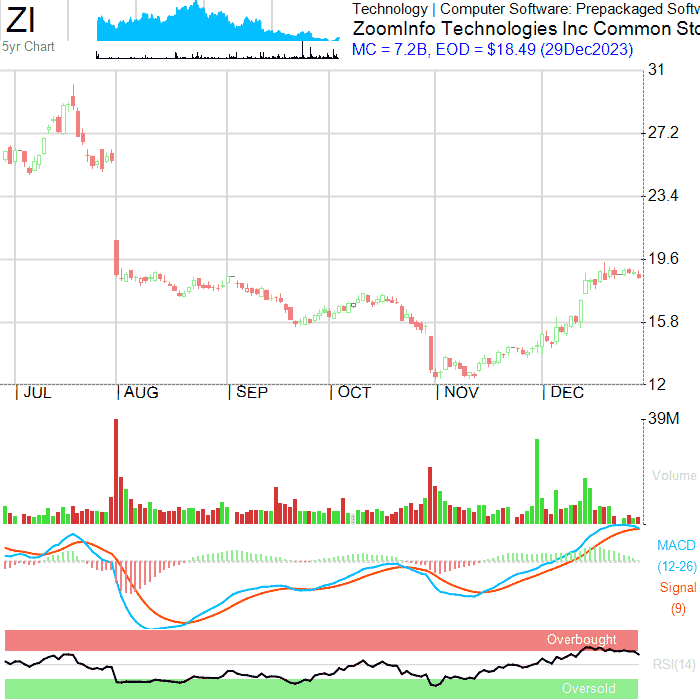 ZI
5yr Chart
Technology | Computer Software: Prepackaged Softw
ZoomInfo Technologies Inc Common Sto
MC = 7.2B, EOD = $18.49 (29Dec2023)
31
27.2
23.4
19.6
15.8
12
JUL AUG SEP OCT NOV DEC
39M
Volume
MACD
(12-26)
Signal
(9)
Overbought
RSI(14)
Oversold